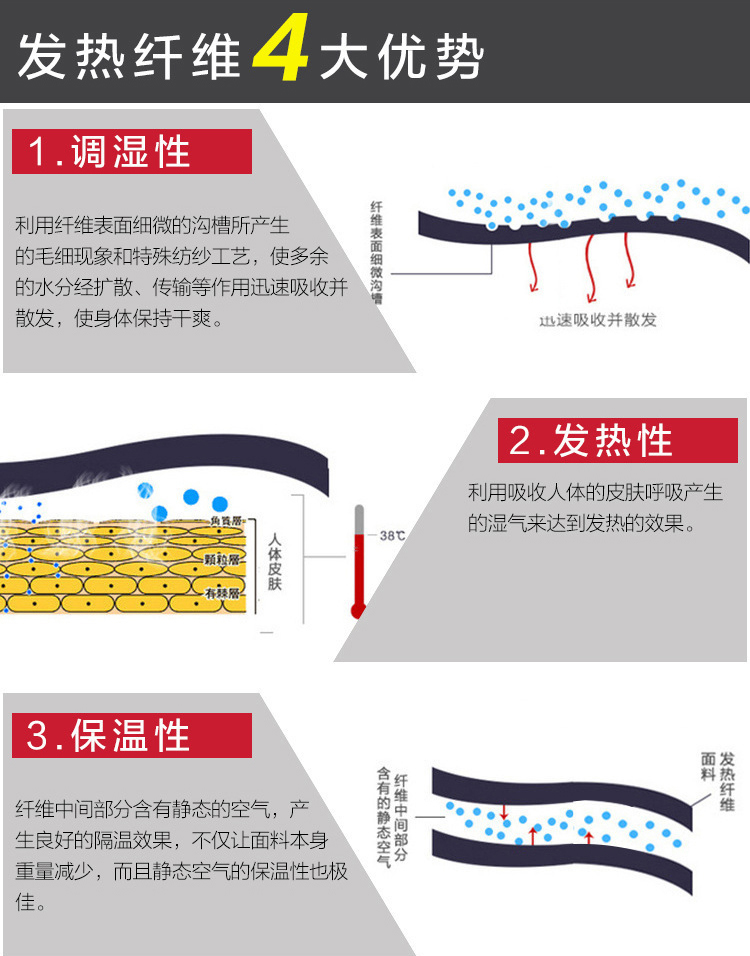 发热纤维4大优势
1.调湿性
利用纤维表面细微的沟槽所产生
的毛细现象和特殊纺纱工艺，使多余
的水分经扩散、传输等作用迅速吸收并
散发，使身体保持干爽。
纤维表面细微沟槽
迅速吸收并散发
2.发热性
利用吸收人体的皮肤呼吸产生
的湿气来达到发热的效果。
角質層
顆粒層
有棘層
人体皮肤
38℃
3.保温性
纤维中间部分含有静态的空气，产
生良好的隔温效果，不仅让面料本身
重量减少，而且静态空气的保温性也极
佳。
纤维中间部分
含有的静态空气
发热纤维
面料